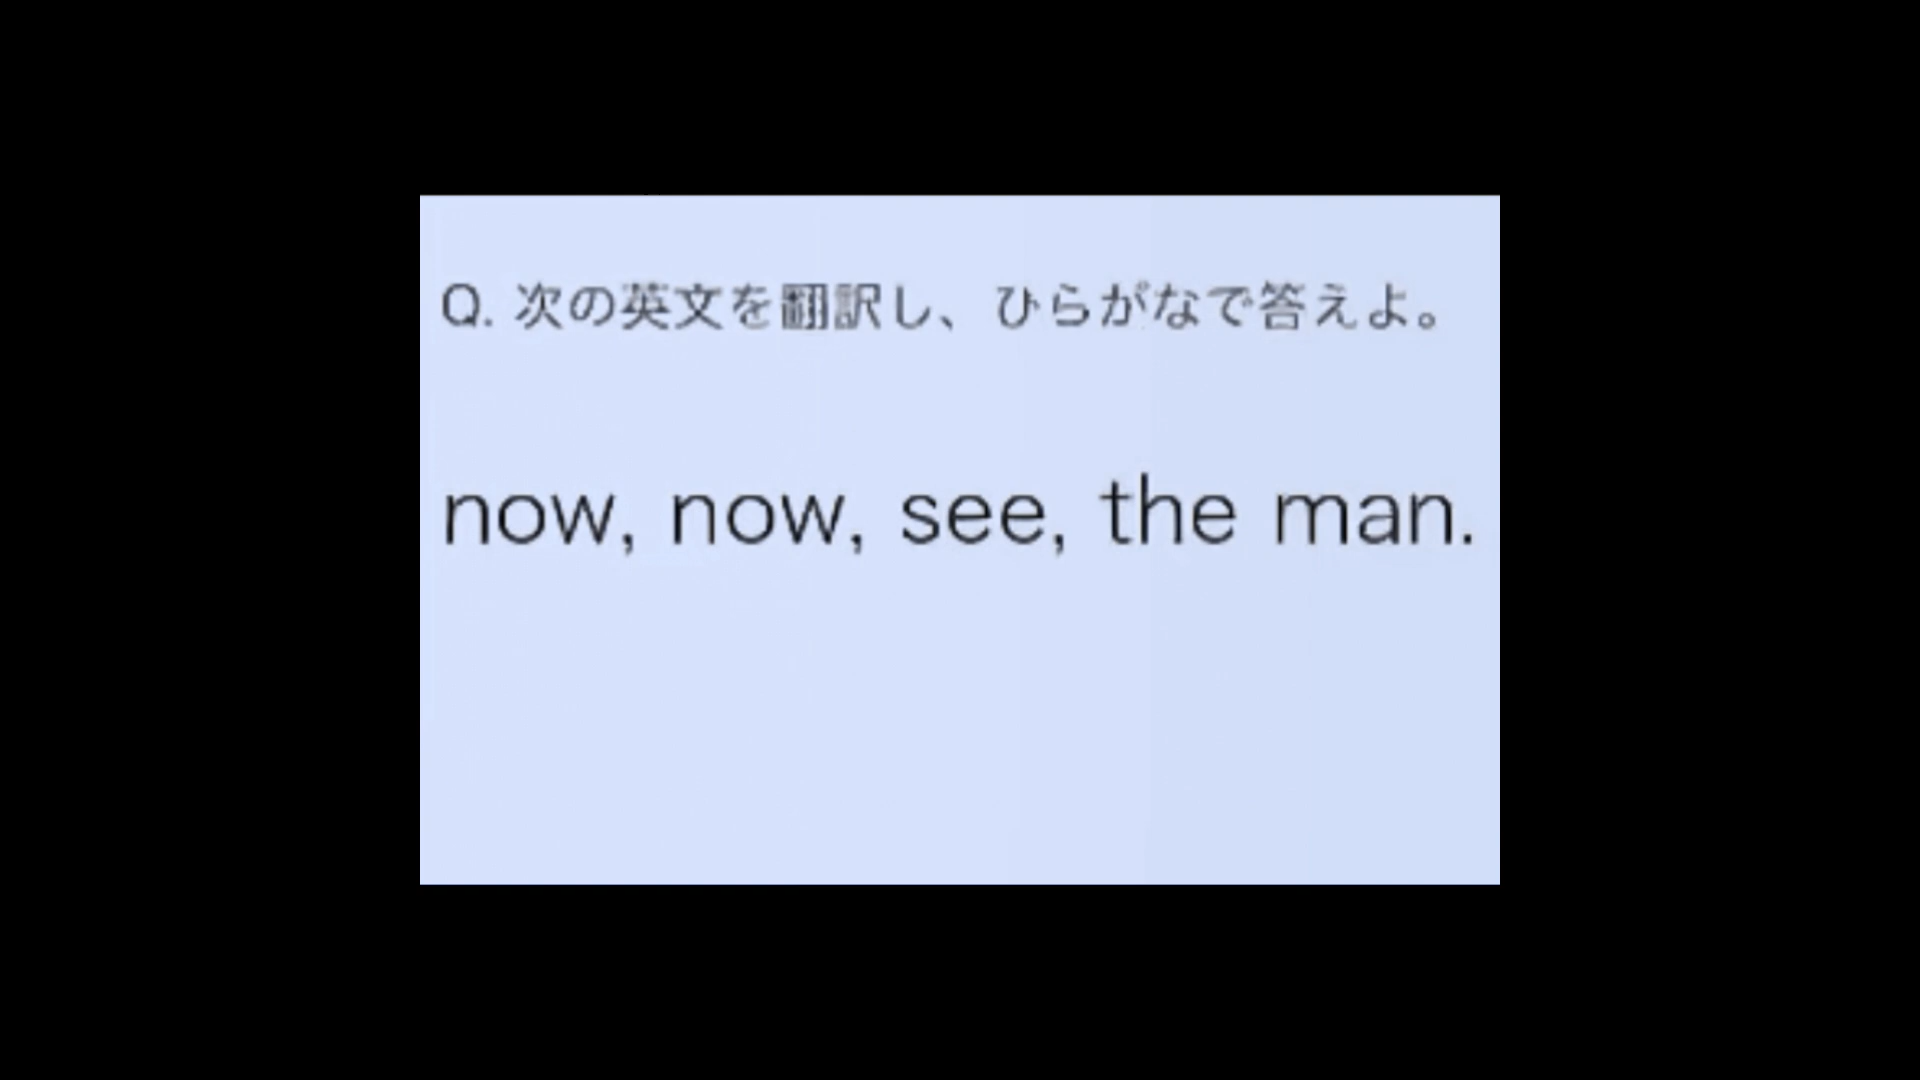 Q. 次の英文を翻訳し、ひらがなで答えよ。
now, now, see, the man.